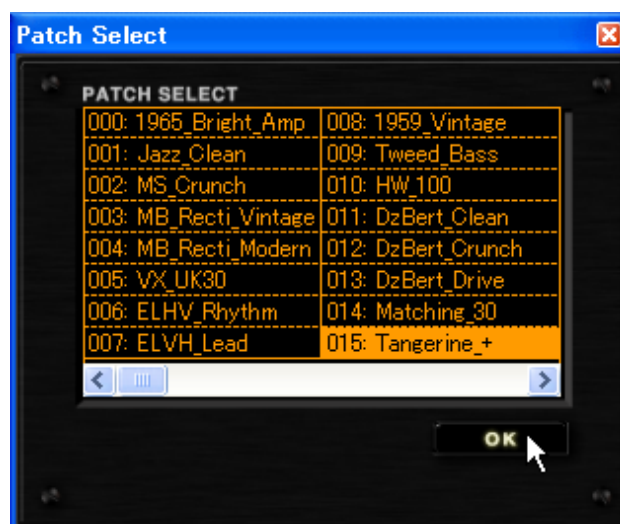 Patch Select
PATCH SELECT
000: 1965_Bright_Amp
001: Jazz_Clean
002: MS_Crunch
003: MB_Recti_Vintage
004: MB_Recti_Modern
005: VX_UK30
006: ELHV_Rhythm
007: ELVH_Lead
008: 1959_Vintage
009: Tweed_Bass
010: HW_100
011: DzBert_Clean
012: DzBert_Crunch
013: DzBert_Drive
014: Matching_30
015: Tangerine_+
OK